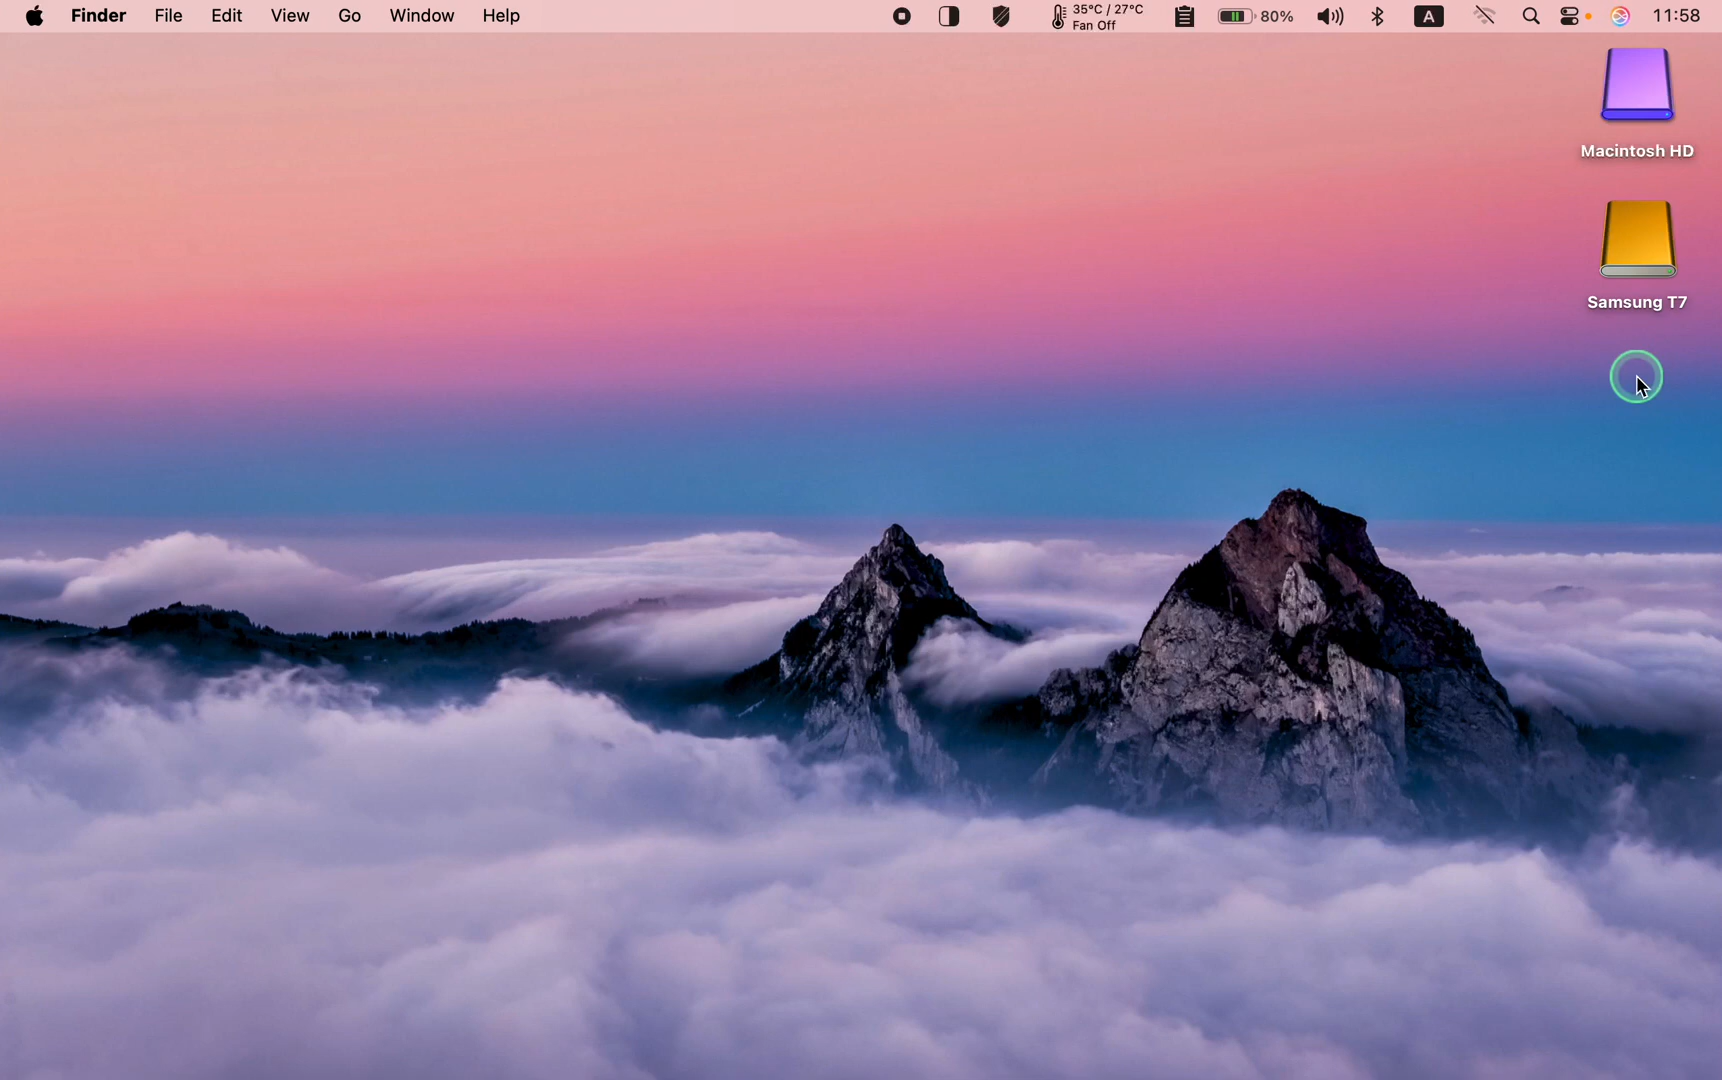 Finder File Edit View Go Window Help 35°C / 27°C Fan Off 80% A 11:58
Macintosh HD
Samsung T7